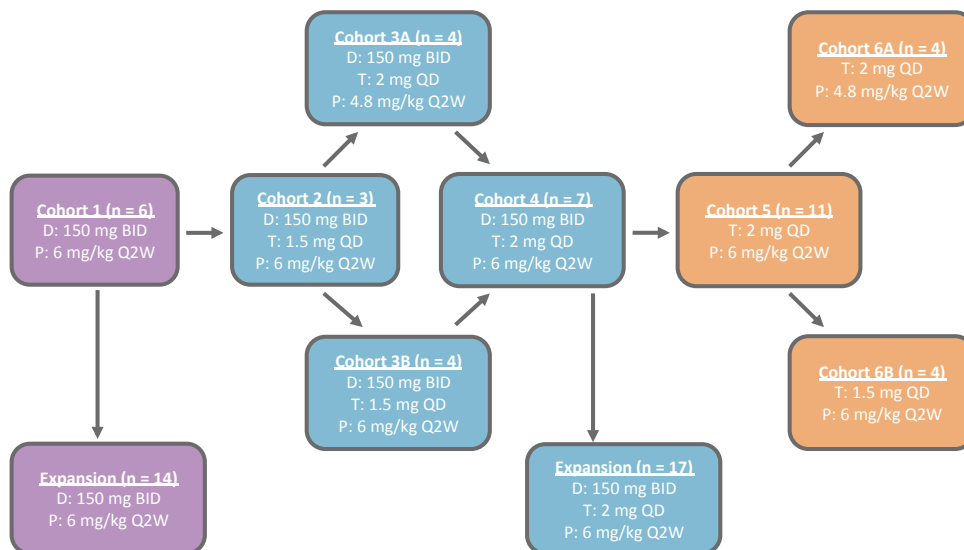 Cohort 3A (n = 4)
D: 150 mg BID
T: 2 mg QD
P: 4.8 mg/kg Q2W
Cohort 6A (n = 4)
T: 2 mg QD
P: 4.8 mg/kg Q2W
Cohort 1 (n = 6)
D: 150 mg BID
P: 6 mg/kg Q2W
Cohort 2 (n = 3)
D: 150 mg BID
T: 1.5 mg QD
P: 6 mg/kg Q2W
Cohort 4 (n = 7)
D: 150 mg BID
T: 2 mg QD
P: 6 mg/kg Q2W
Cohort 5 (n = 11)
T: 2 mg QD
P: 6 mg/kg Q2W
Cohort 3B (n = 4)
D: 150 mg BID
T: 1.5 mg QD
P: 6 mg/kg Q2W
Cohort 6B (n = 4)
T: 1.5 mg QD
P: 6 mg/kg Q2W
Expansion (n = 14)
D: 150 mg BID
P: 6 mg/kg Q2W
Expansion (n = 17)
D: 150 mg BID
T: 2 mg QD
P: 6 mg/kg Q2W